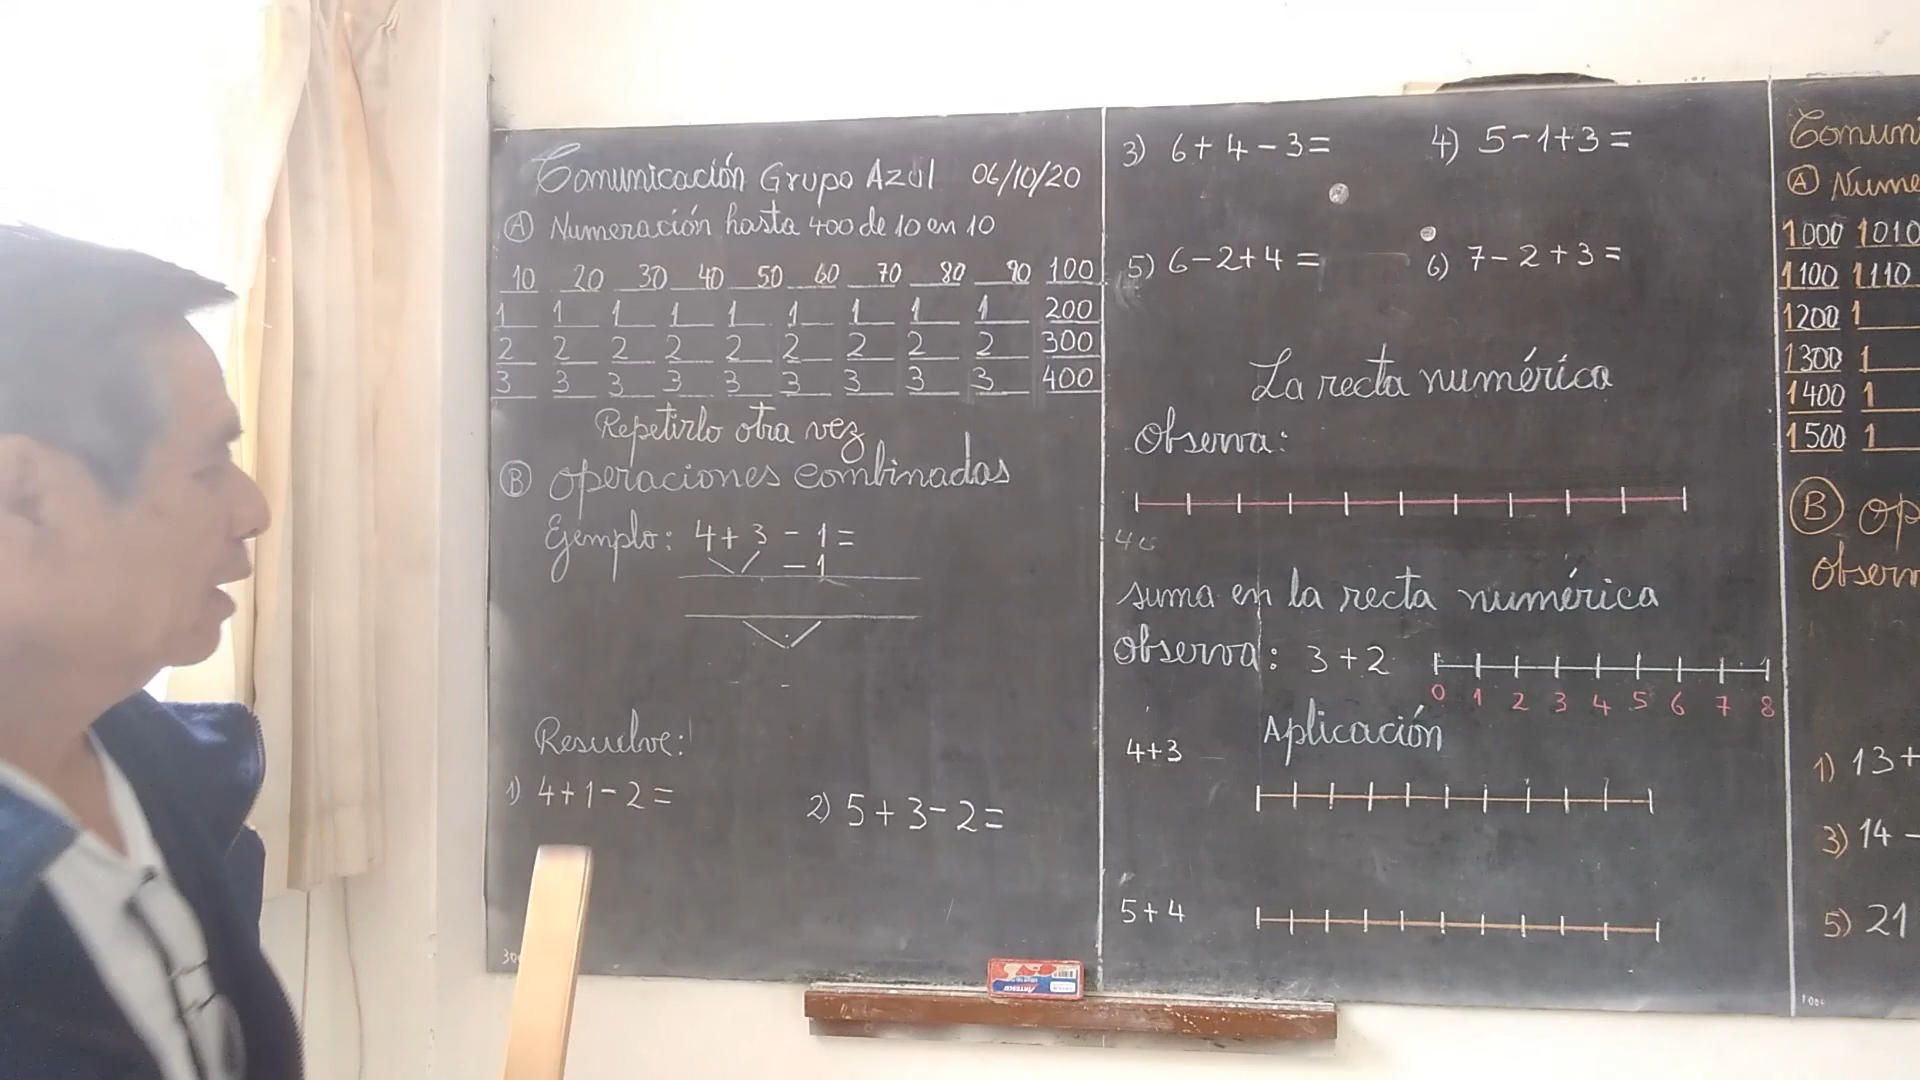 Comunicación Grupo Azul 06/10/20
Ⓐ Numeración hasta 400 de 10 en 10
10 20 30 40 50 60 70 80 90 100
1 1 1 1 1 1 1 1 1 200
2 2 2 2 2 2 2 2 2 300
3 3 3 3 3 3 3 3 3 400
Repetirlo otra vez
Ⓑ Operaciones combinadas
Ejemplo: 4+3-1=
-1
Resuelve:
1) 4+1-2=
2) 5+3-2=
3) 6+4-3=
4) 5-1+3=
5) 6-2+4=
6) 7-2+3=
La recta numérica
Observa:
suma en la recta numérica
Observa: 3+2
0 1 2 3 4 5 6 7 8
Aplicación
4+3
5+4
ARTESCO
Comuni
Ⓐ Nume
1000 1010
1100 1110
1200 1
1300 1
1400 1
1500 1
Ⓑ Op
Observ
1) 13+
3) 14-
5) 21